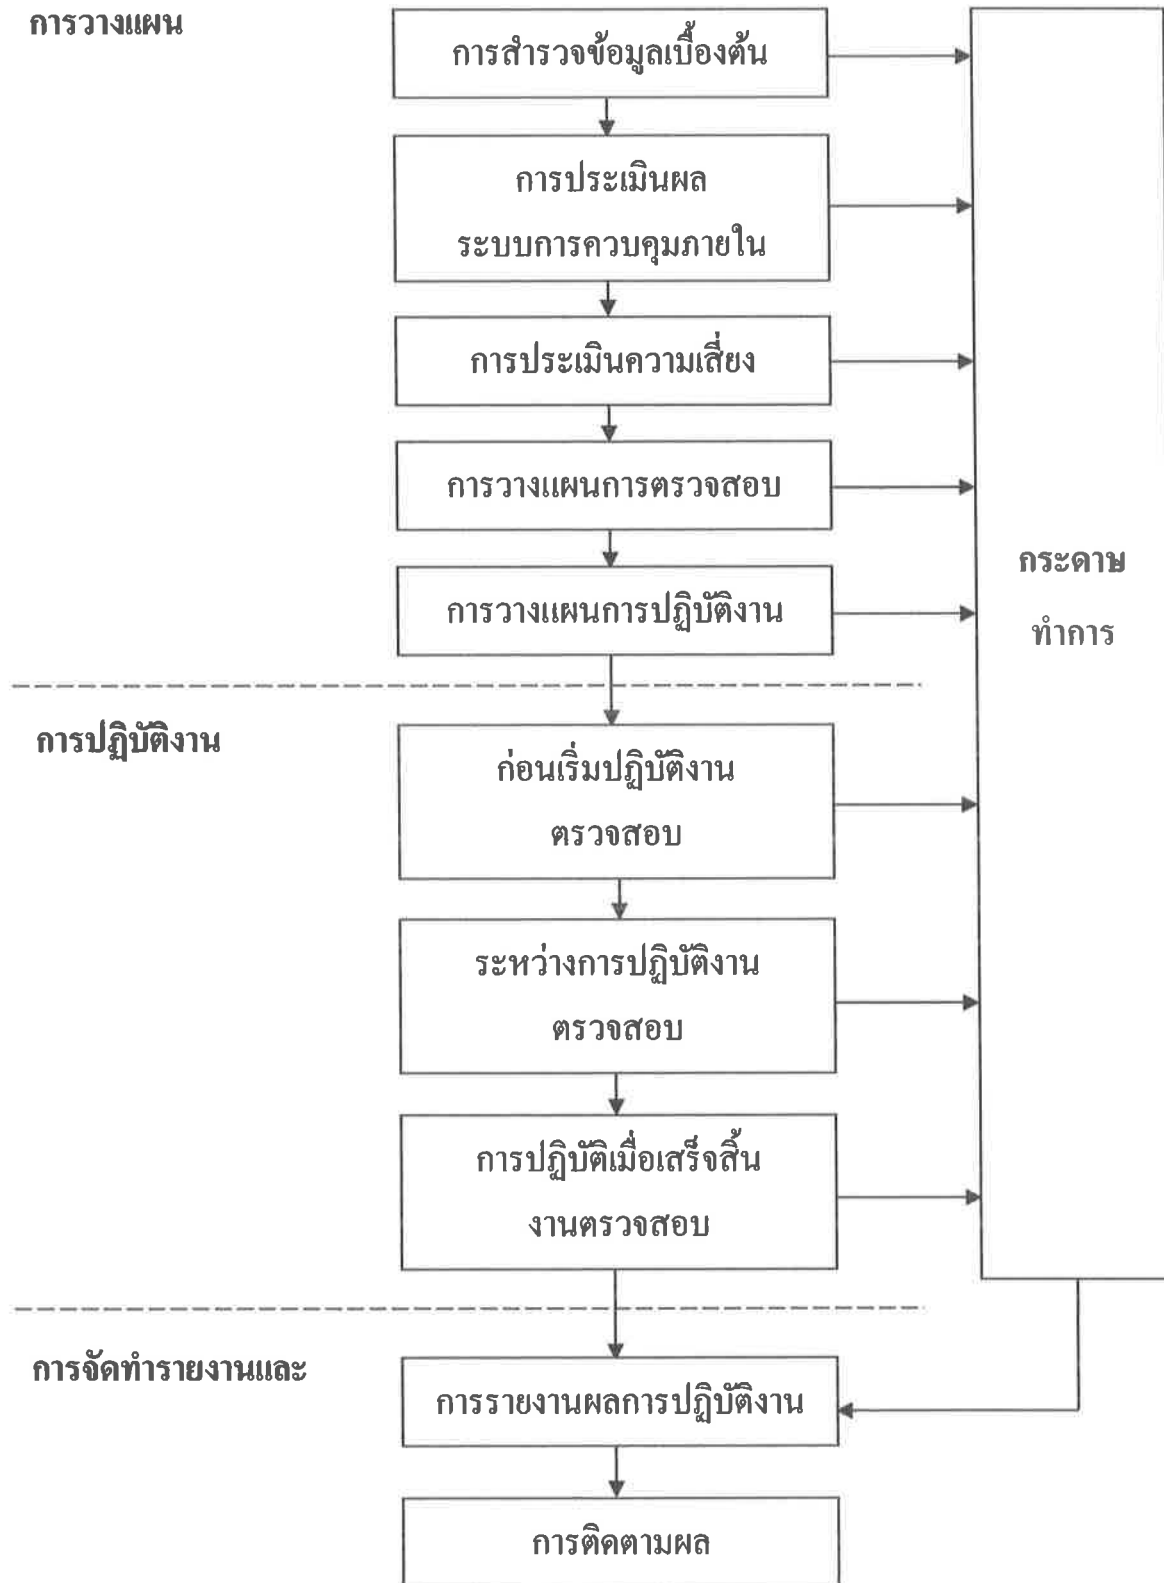 การวางแผน
การสำรวจข้อมูลเบื้องต้น
การประเมินผล
ระบบการควบคุมภายใน
การประเมินความเสี่ยง
การวางแผนการตรวจสอบ
การวางแผนการปฏิบัติงาน
กระดาษ
ทำการ
การปฏิบัติงาน
ก่อนเริ่มปฏิบัติงาน
ตรวจสอบ
ระหว่างการปฏิบัติงาน
ตรวจสอบ
การปฏิบัติเมื่อเสร็จสิ้น
งานตรวจสอบ
การจัดทำรายงานและ
การรายงานผลการปฏิบัติงาน
การติดตามผล